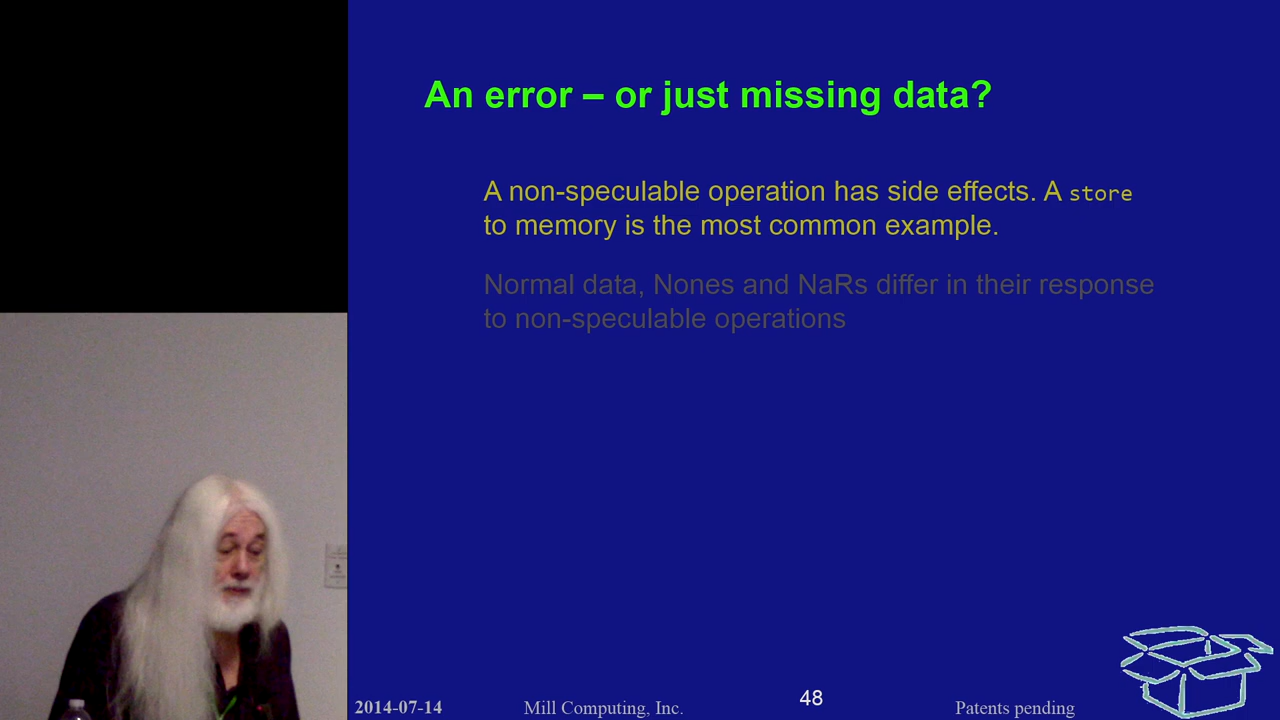 An error – or just missing data?
A non-speculable operation has side effects. A store
to memory is the most common example.
Normal data, Nones and NaRs differ in their response
to non-speculable operations
2014-07-14
Mill Computing, Inc.
48
Patents pending